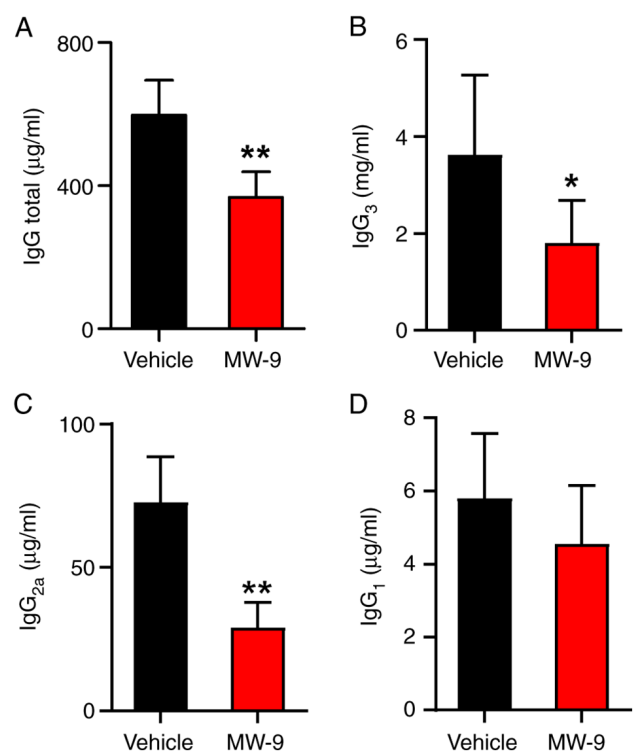 A
IgG total (μg/ml)
800
400
0
**
Vehicle MW-9
B
IgG3 (mg/ml)
6
4
2
0
*
Vehicle MW-9
C
IgG2a (μg/ml)
100
50
0
**
Vehicle MW-9
D
IgG1 (μg/ml)
8
6
4
2
0
Vehicle MW-9